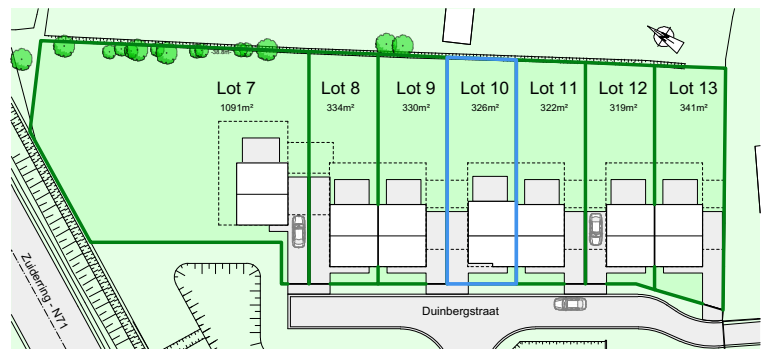 Lot 7
1091m²
Lot 8
334m²
Lot 9
330m²
Lot 10
326m²
Lot 11
322m²
Lot 12
319m²
Lot 13
341m²
Zuiderring - N71
Duinbergstraat